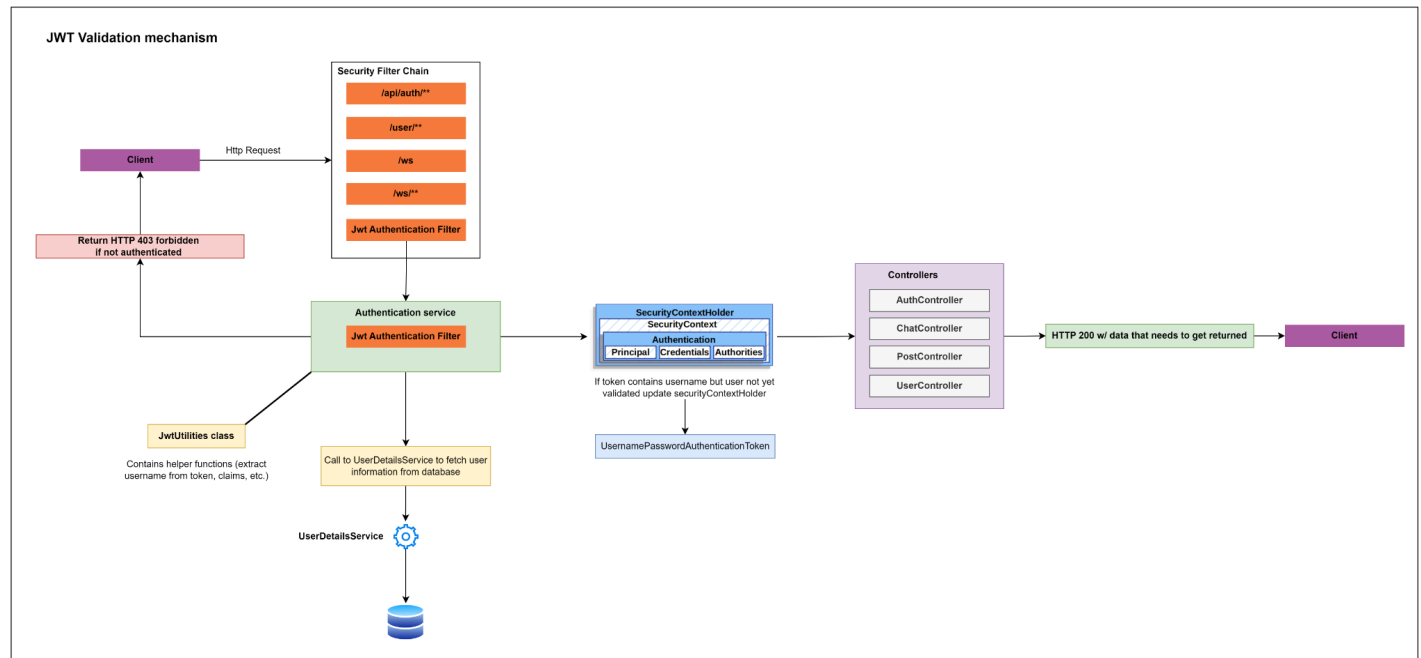 JWT Validation mechanism
Security Filter Chain
/api/auth/**
/user/**
/ws
/ws/**
Jwt Authentication Filter
Client
Http Request
Return HTTP 403 forbidden
if not authenticated
Authentication service
Jwt Authentication Filter
JwtUtilities class
Contains helper functions (extract
username from token, claims, etc.)
Call to UserDetailsService to fetch user
information from database
UserDetailsService
SecurityContextHolder
SecurityContext
Authentication
Principal
Credentials
Authorities
If token contains username but user not yet
validated update securityContextHolder
UsernamePasswordAuthenticationToken
Controllers
AuthController
ChatController
PostController
UserController
HTTP 200 w/ data that needs to get returned
Client